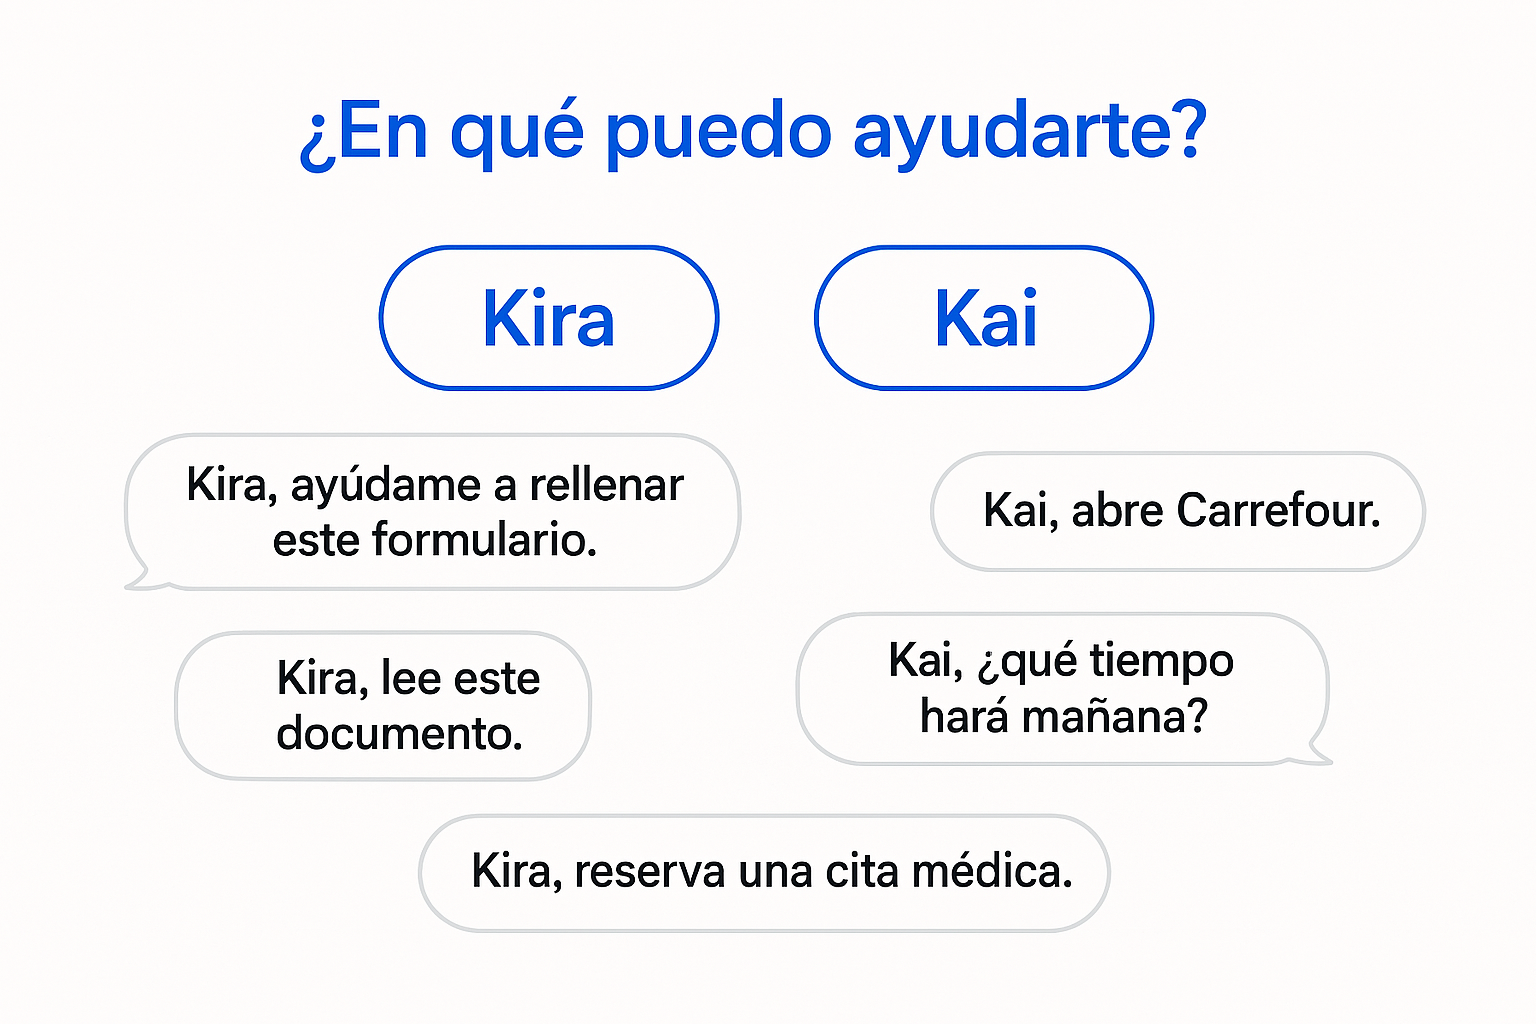 ¿En qué puedo ayudarte?
Kira
Kai
Kira, ayúdame a rellenar
este formulario.
Kai, abre Carrefour.
Kira, lee este
documento.
Kai, ¿qué tiempo
hará mañana?
Kira, reserva una cita médica.